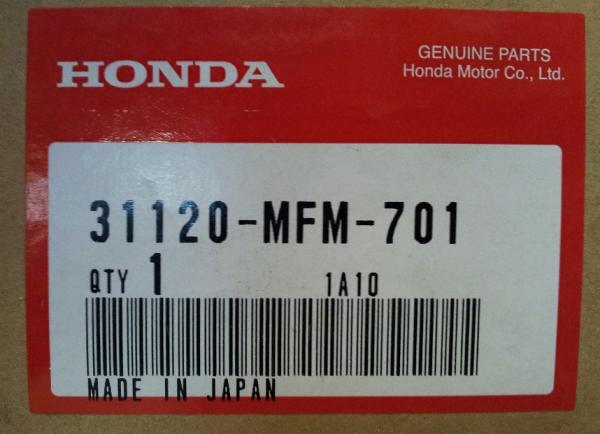 HONDA
GENUINE PARTS
Honda Motor Co., Ltd.
31120-MFM-701
QTY 1 1A10
MADE IN JAPAN